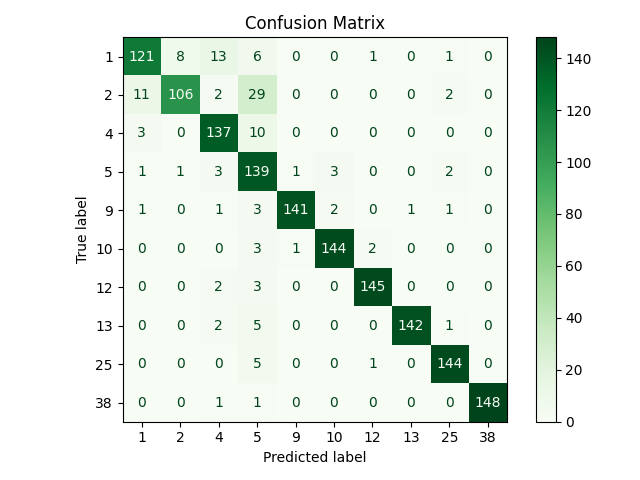 Confusion Matrix
1 121 8 13 6 0 0 1 0 1 0
2 11 106 2 29 0 0 0 0 2 0
4 3 0 137 10 0 0 0 0 0 0
5 1 1 3 139 1 3 0 0 2 0
9 1 0 1 3 141 2 0 1 1 0
10 0 0 0 3 1 144 2 0 0 0
12 0 0 2 3 0 0 145 0 0 0
13 0 0 2 5 0 0 0 142 1 0
25 0 0 0 5 0 0 1 0 144 0
38 0 0 1 1 0 0 0 0 0 148
1 2 4 5 9 10 12 13 25 38
Predicted label
True label
140
120
100
80
60
40
20
0